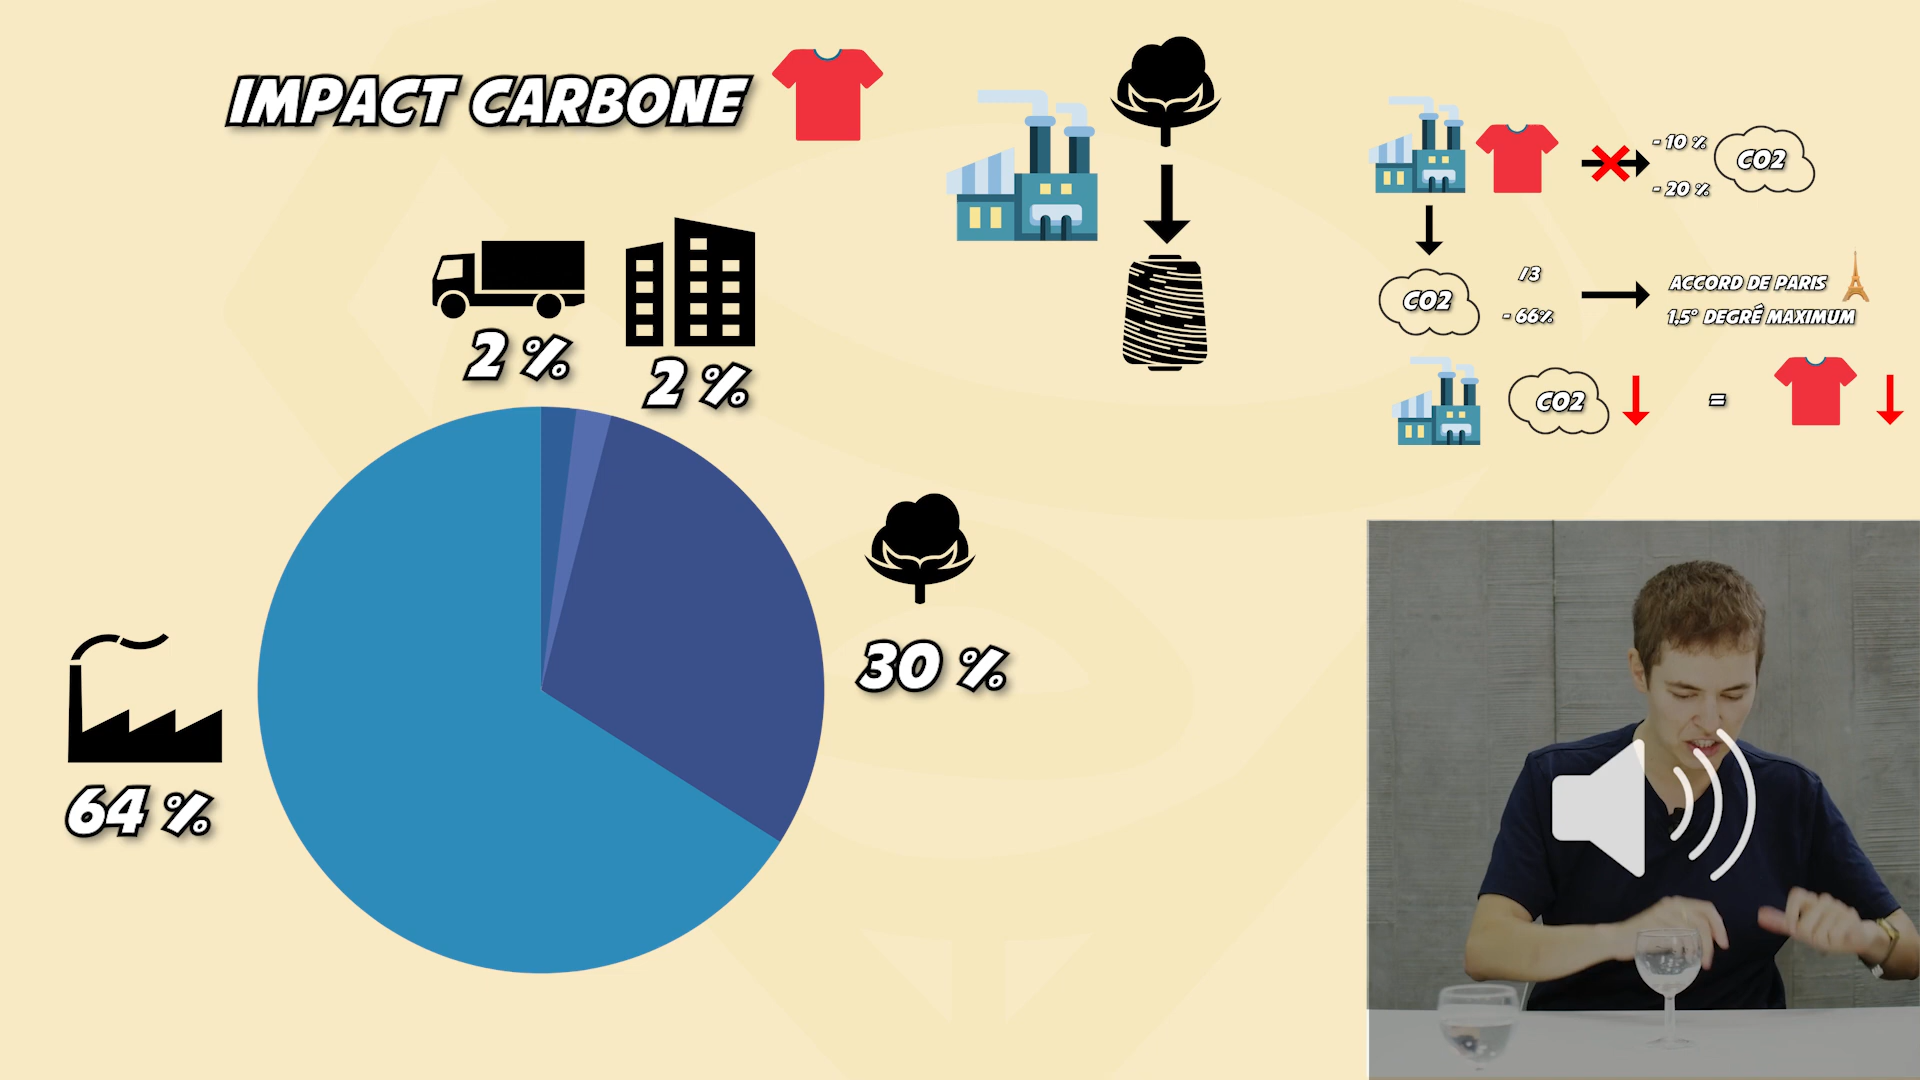 IMPACT CARBONE
2 %
2 %
30 %
64 %
- 10 %
- 20 %
CO2
CO2
/3
- 66%
ACCORD DE PARIS
1,5° DEGRÉ MAXIMUM
CO2
=